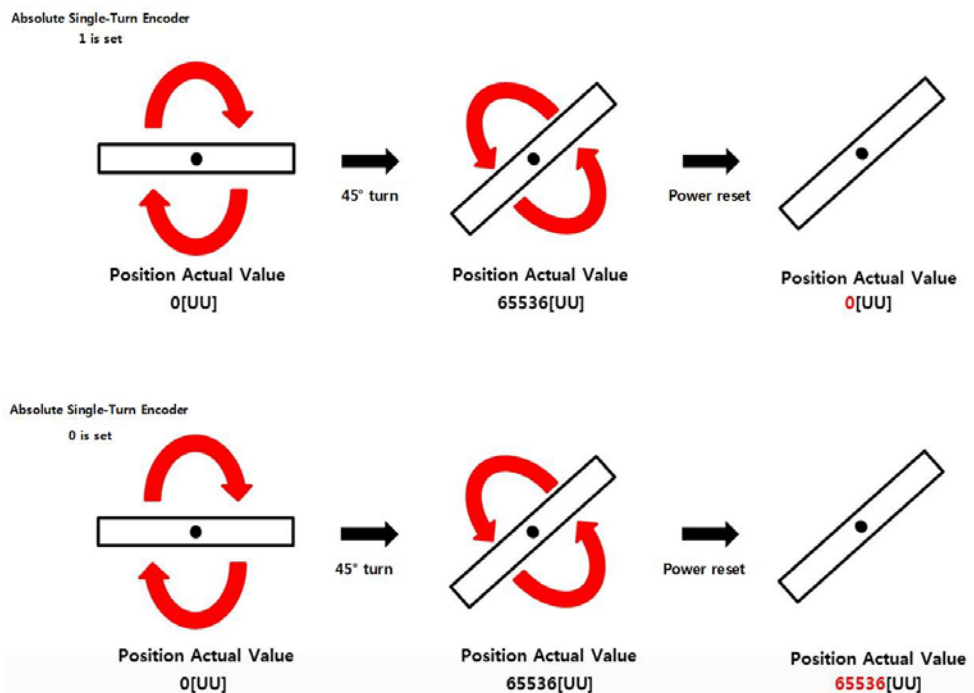 Absolute Single-Turn Encoder
1 is set
45° turn
Power reset
Position Actual Value
0[UU]
Position Actual Value
65536[UU]
Position Actual Value
0[UU]
Absolute Single-Turn Encoder
0 is set
45° turn
Power reset
Position Actual Value
0[UU]
Position Actual Value
65536[UU]
Position Actual Value
65536[UU]